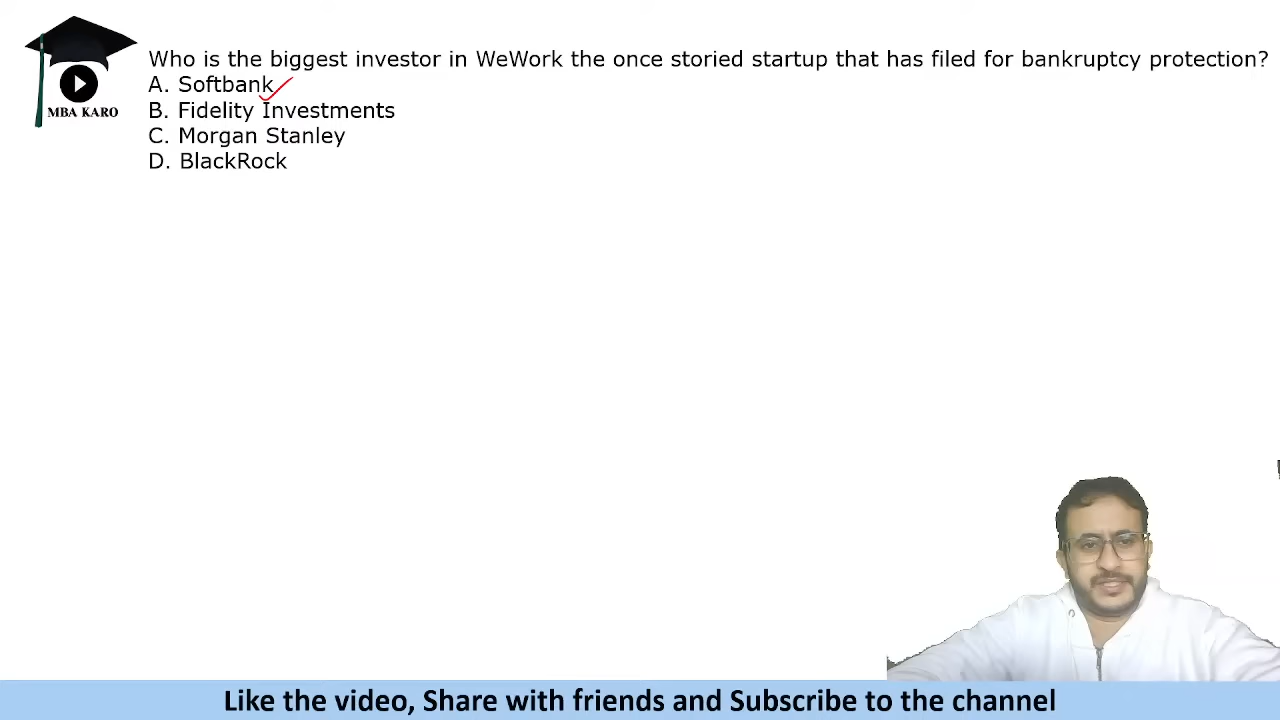 Who is the biggest investor in WeWork the once storied startup that has filed for bankruptcy protection?
A. Softbank
B. Fidelity Investments
MBA KARO
C. Morgan Stanley
D. BlackRock
Like the video, Share with friends and Subscribe to the channel